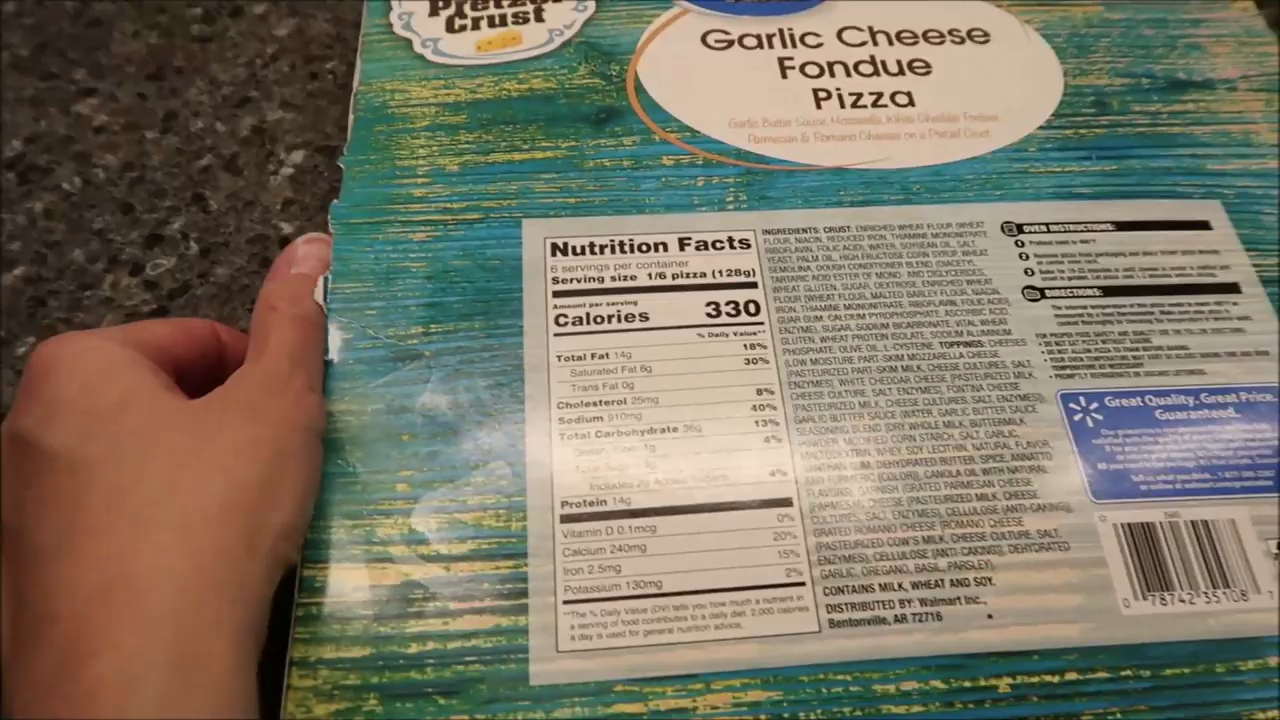 Pretzel
Crust
Garlic Cheese
Fondue
Pizza
Garlic Butter Sauce, Mozzarella, White Cheddar, Fontina
Parmesan & Romano Cheeses on a Pretzel Crust
Nutrition Facts
6 servings per container
Serving size 1/6 pizza (128g)
Amount per serving
Calories 330
% Daily Value**
Total Fat 14g 18%
Saturated Fat 6g 30%
Trans Fat 0g
Cholesterol 25mg 8%
Sodium 910mg 40%
Total Carbohydrate 36g 13%
Dietary Fiber 1g 4%
Includes 2g Added Sugars 4%
Protein 14g
Vitamin D 0.1mcg 0%
Calcium 240mg 20%
Iron 2.5mg 15%
Potassium 130mg 2%
**The % Daily Value (DV) tells you how much a nutrient in
a serving of food contributes to a daily diet. 2,000 calories
a day is used for general nutrition advice.
INGREDIENTS: CRUST: ENRICHED WHEAT FLOUR (WHEAT
FLOUR, NIACIN, REDUCED IRON, THIAMINE MONONITRATE,
RIBOFLAVIN, FOLIC ACID), WATER, SOYBEAN OIL, SALT,
YEAST, PALM OIL, HIGH FRUCTOSE CORN SYRUP, WHEAT
SEMOLINA, DOUGH CONDITIONER BLEND (DIACETYL
TARTARIC ACID ESTER OF MONO- AND DIGLYCERIDES,
WHEAT GLUTEN, SUGAR, DEXTROSE, ENRICHED WHEAT
FLOUR [WHEAT FLOUR, MALTED BARLEY FLOUR, NIACIN,
IRON, THIAMINE MONONITRATE, RIBOFLAVIN, FOLIC ACID],
GUAR GUM, CALCIUM PYROPHOSPHATE, ASCORBIC ACID,
ENZYME), SUGAR, SODIUM BICARBONATE, VITAL WHEAT
GLUTEN, WHEAT PROTEIN ISOLATE, SODIUM ALUMINUM
PHOSPHATE, OLIVE OIL, L-CYSTEINE. TOPPINGS: CHEESES
(LOW MOISTURE PART-SKIM MOZZARELLA CHEESE
[PASTEURIZED PART-SKIM MILK, CHEESE CULTURES, SALT,
ENZYMES], WHITE CHEDDAR CHEESE [PASTEURIZED MILK,
CHEESE CULTURE, SALT, ENZYMES], FONTINA CHEESE
[PASTEURIZED MILK, CHEESE CULTURES, SALT, ENZYMES]),
GARLIC BUTTER SAUCE (WATER, GARLIC BUTTER SAUCE
SEASONING BLEND [DRY WHOLE MILK, BUTTERMILK
POWDER, MODIFIED CORN STARCH, SALT, GARLIC,
MALTODEXTRIN, WHEY, SOY LECITHIN, NATURAL FLAVOR,
XANTHAN GUM, DEHYDRATED BUTTER, SPICE, ANNATTO
AND TURMERIC (COLOR)], CANOLA OIL WITH NATURAL
FLAVORS), GARNISH (GRATED PARMESAN CHEESE
[PARMESAN CHEESE (PASTEURIZED MILK, CHEESE
CULTURES, SALT, ENZYMES), CELLULOSE (ANTI-CAKING)],
GRATED ROMANO CHEESE [ROMANO CHEESE
(PASTEURIZED COW'S MILK, CHEESE CULTURE, SALT,
ENZYMES), CELLULOSE (ANTI-CAKING)], DEHYDRATED
GARLIC, OREGANO, BASIL, PARSLEY).
CONTAINS MILK, WHEAT AND SOY.
DISTRIBUTED BY: Walmart Inc.,
Bentonville, AR 72716
OVEN INSTRUCTIONS:
DIRECTIONS:
Great Quality. Great Price.
Guaranteed.
0 78742 35108 7